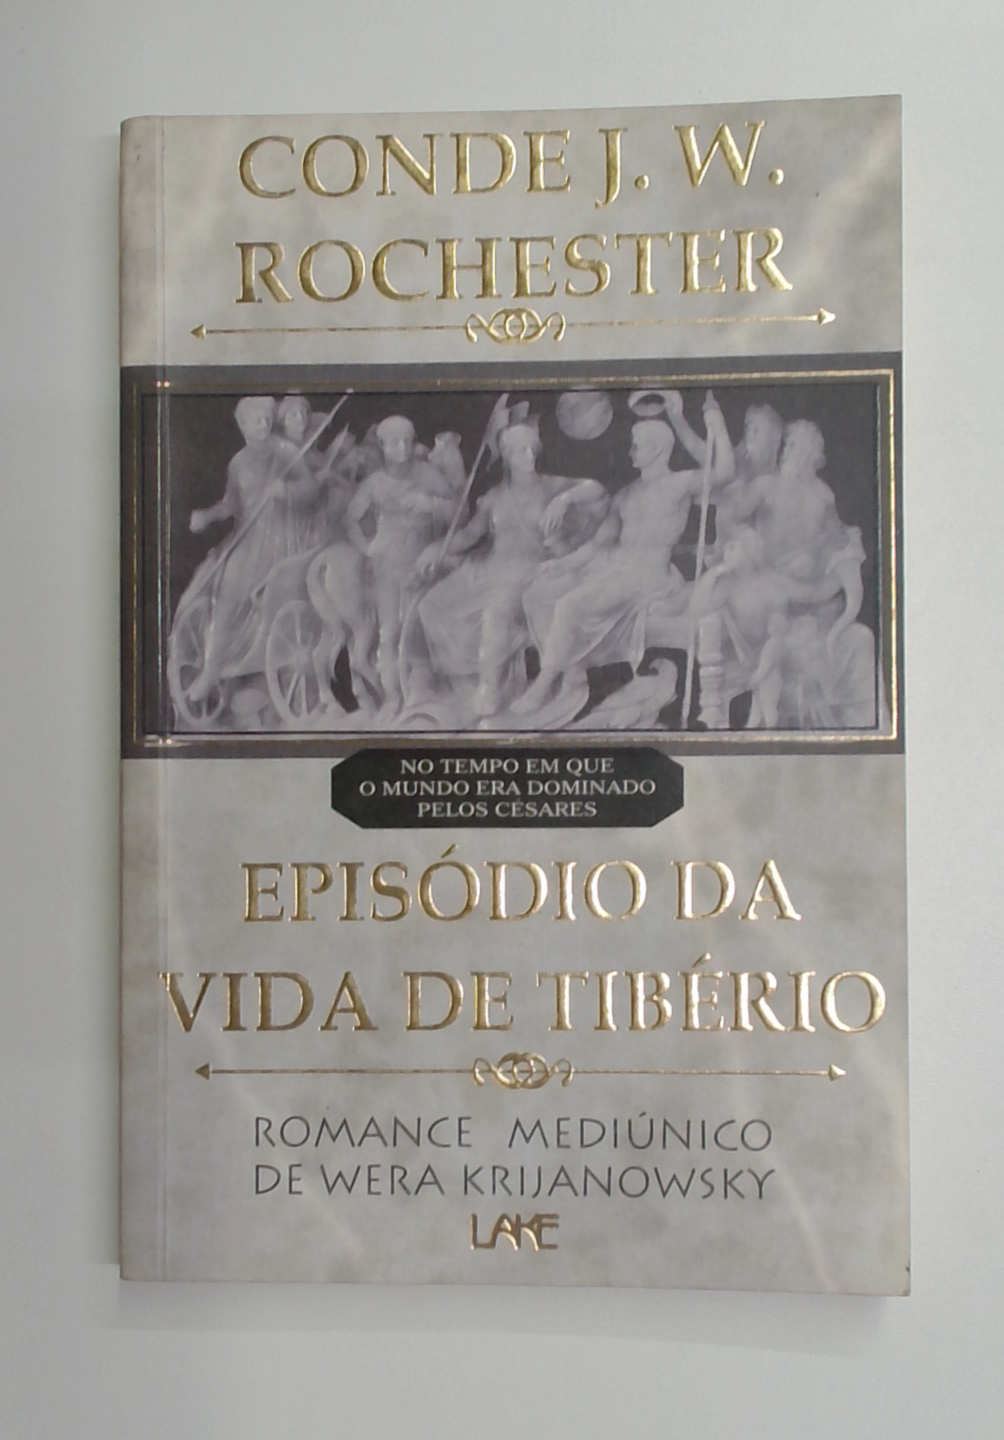 CONDE J. W.
ROCHESTER
NO TEMPO EM QUE
O MUNDO ERA DOMINADO
PELOS CÉSARES
EPISÓDIO DA
VIDA DE TIBÉRIO
ROMANCE MEDIÚNICO
DE WERA KRIJANOWSKY
LAKE